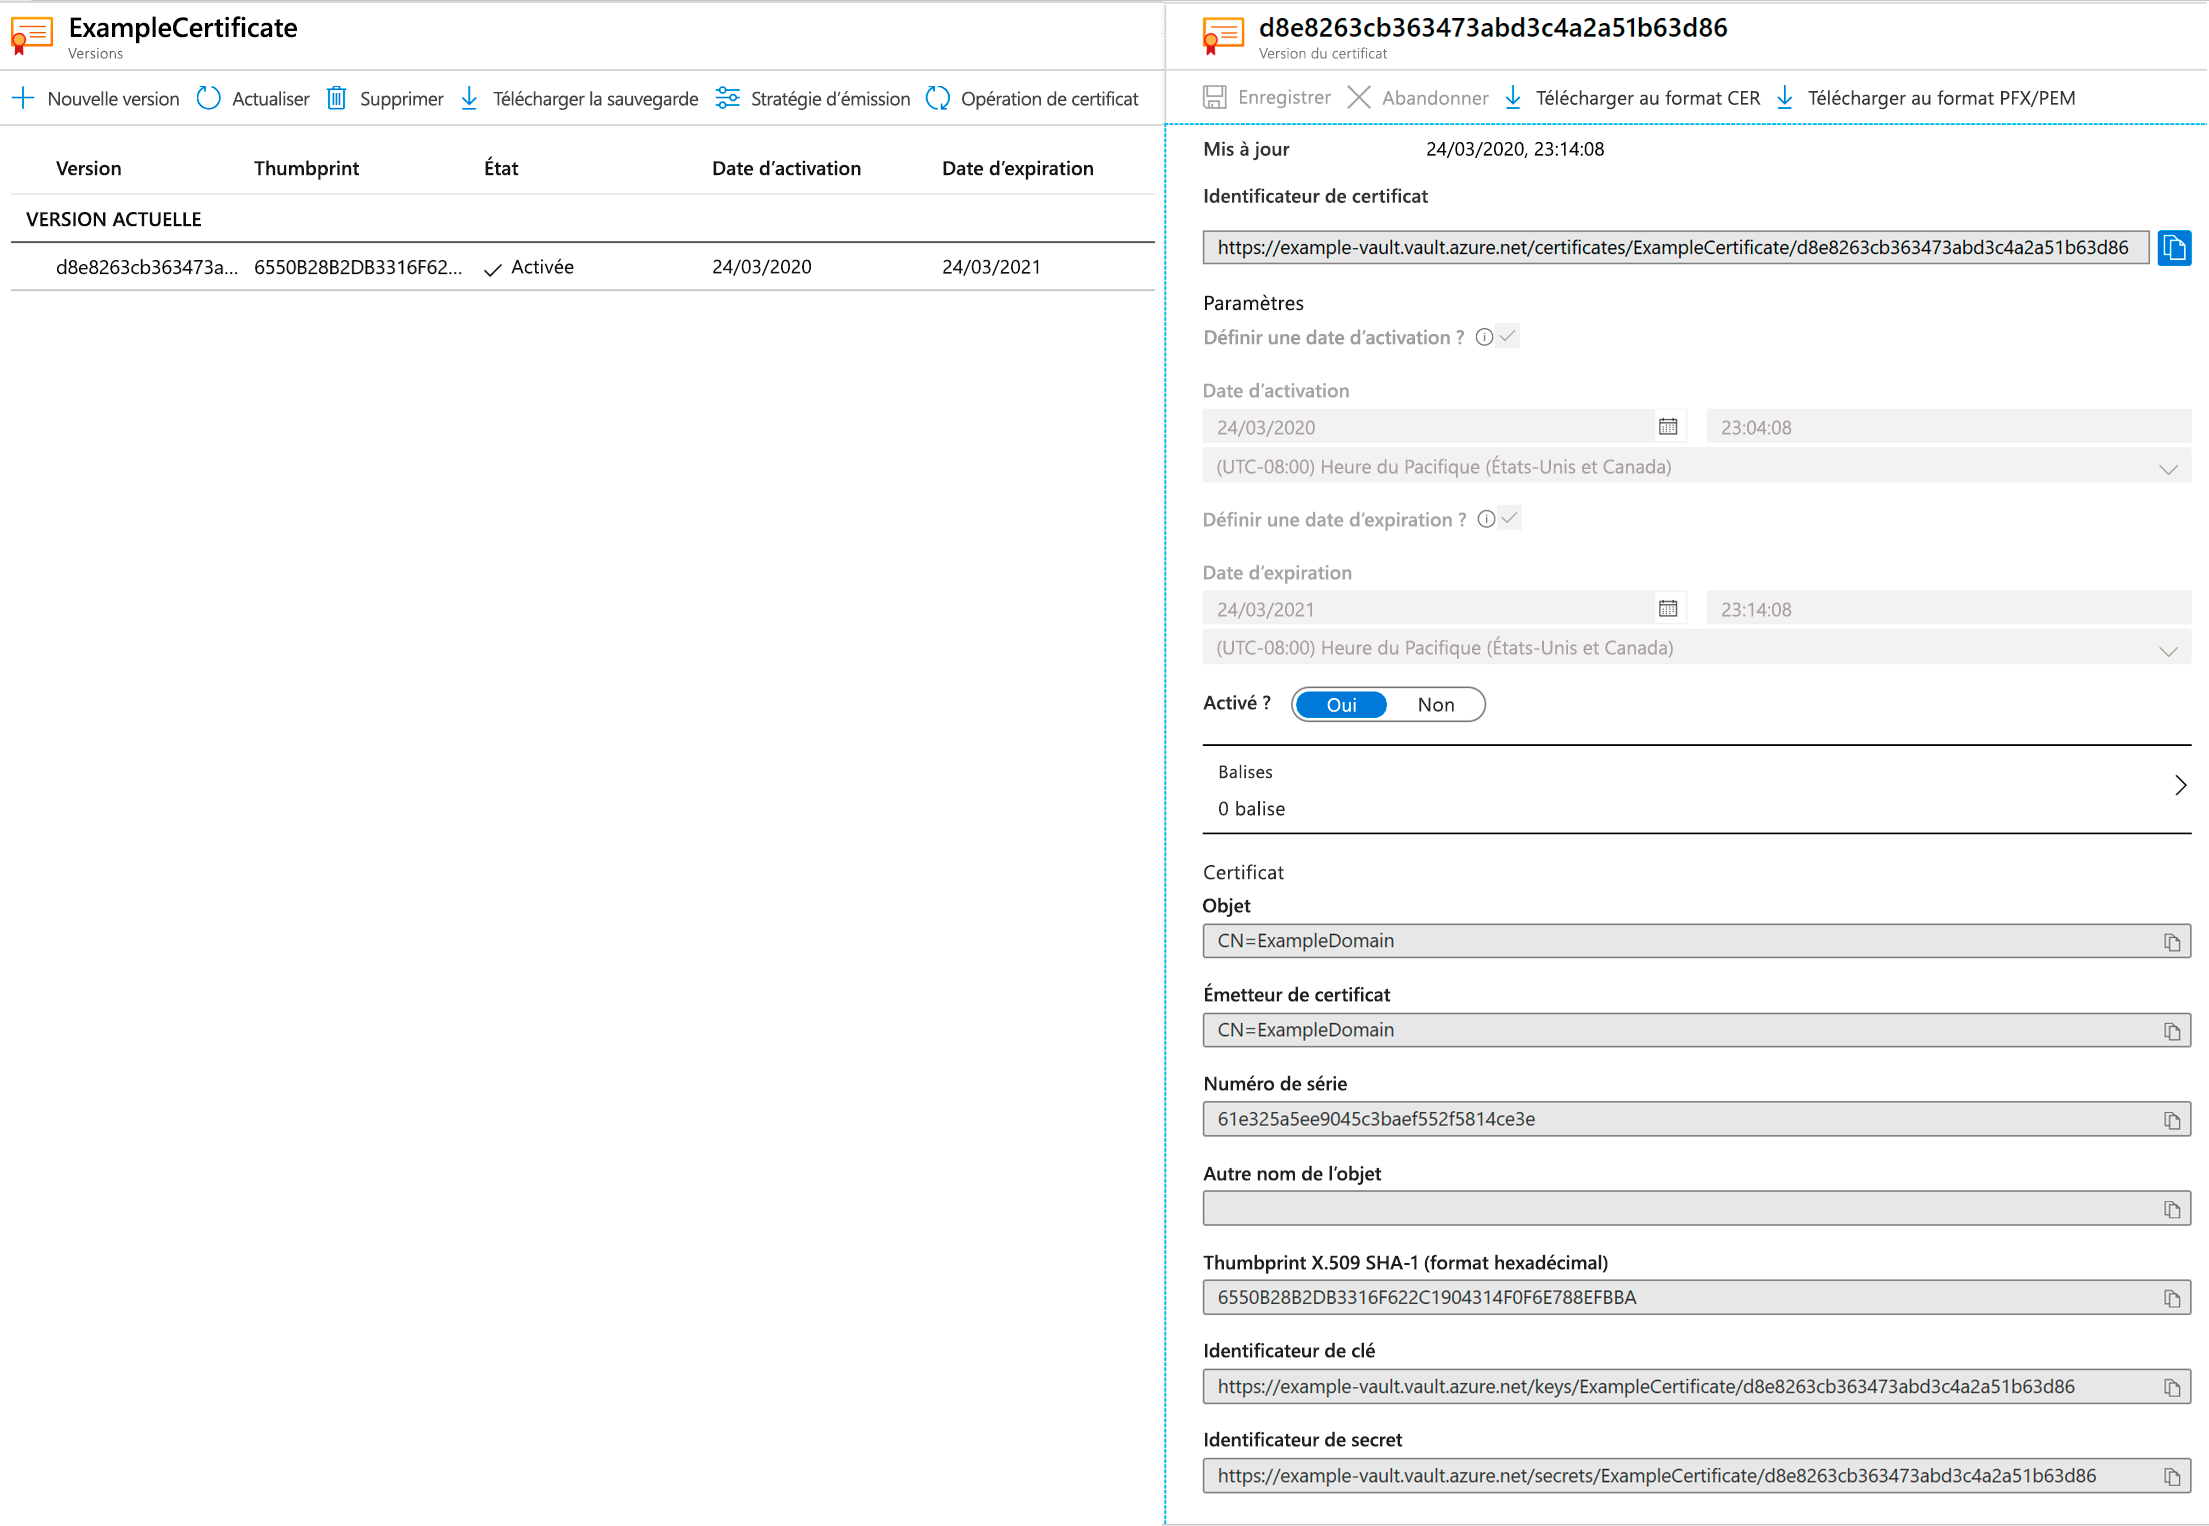 ExampleCertificate
Versions
Nouvelle version Actualiser Supprimer Télécharger la sauvegarde Stratégie d’émission Opération de certificat
Version Thumbprint État Date d’activation Date d’expiration
VERSION ACTUELLE
d8e8263cb363473a... 6550B28B2DB3316F62... Activée 24/03/2020 24/03/2021
d8e8263cb363473abd3c4a2a51b63d86
Version du certificat
Enregistrer Abandonner Télécharger au format CER Télécharger au format PFX/PEM
Mis à jour 24/03/2020, 23:14:08
Identificateur de certificat
https://example-vault.vault.azure.net/certificates/ExampleCertificate/d8e8263cb363473abd3c4a2a51b63d86
Paramètres
Définir une date d’activation ?
Date d’activation
24/03/2020 23:04:08
(UTC-08:00) Heure du Pacifique (États-Unis et Canada)
Définir une date d’expiration ?
Date d’expiration
24/03/2021 23:14:08
(UTC-08:00) Heure du Pacifique (États-Unis et Canada)
Activé ? Oui Non
Balises
0 balise
Certificat
Objet
CN=ExampleDomain
Émetteur de certificat
CN=ExampleDomain
Numéro de série
61e325a5ee9045c3baef552f5814ce3e
Autre nom de l’objet
Thumbprint X.509 SHA-1 (format hexadécimal)
6550B28B2DB3316F622C1904314F0F6E788EFBBA
Identificateur de clé
https://example-vault.vault.azure.net/keys/ExampleCertificate/d8e8263cb363473abd3c4a2a51b63d86
Identificateur de secret
https://example-vault.vault.azure.net/secrets/ExampleCertificate/d8e8263cb363473abd3c4a2a51b63d86